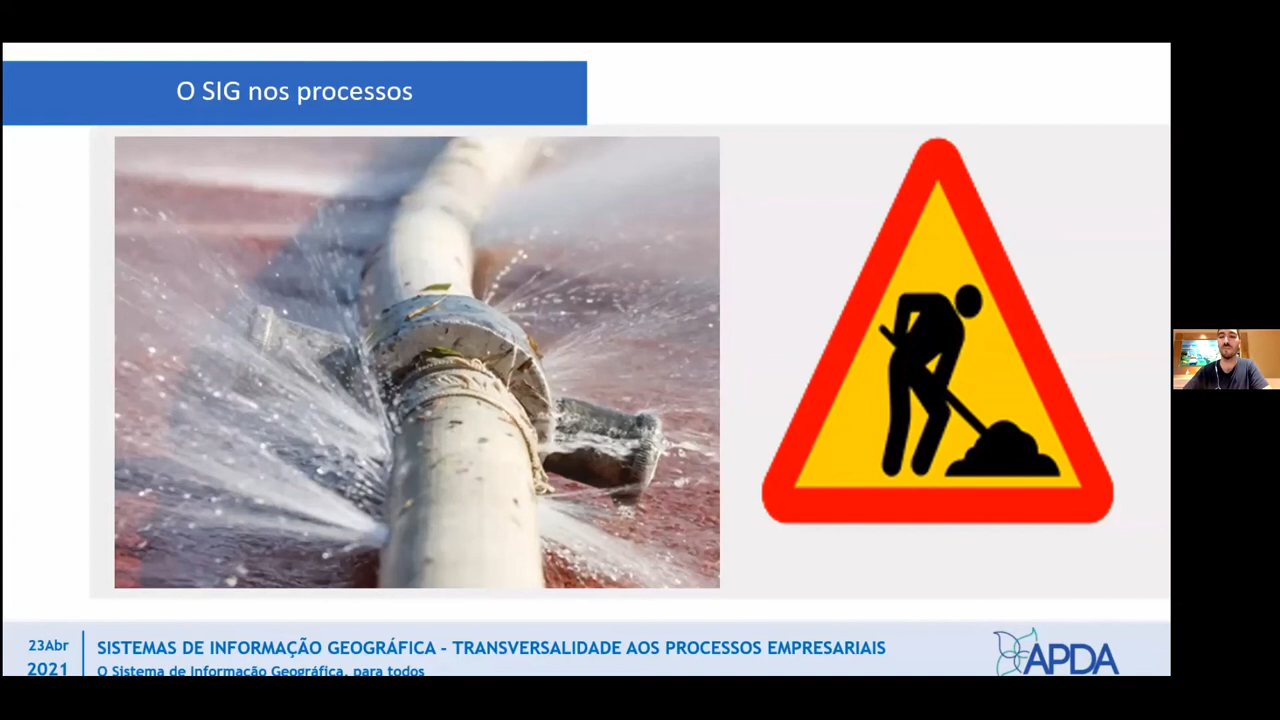 O SIG nos processos
23Abr
2021
SISTEMAS DE INFORMAÇÃO GEOGRÁFICA - TRANSVERSALIDADE AOS PROCESSOS EMPRESARIAIS
O Sistema de Informação Geográfica, para todos
APDA